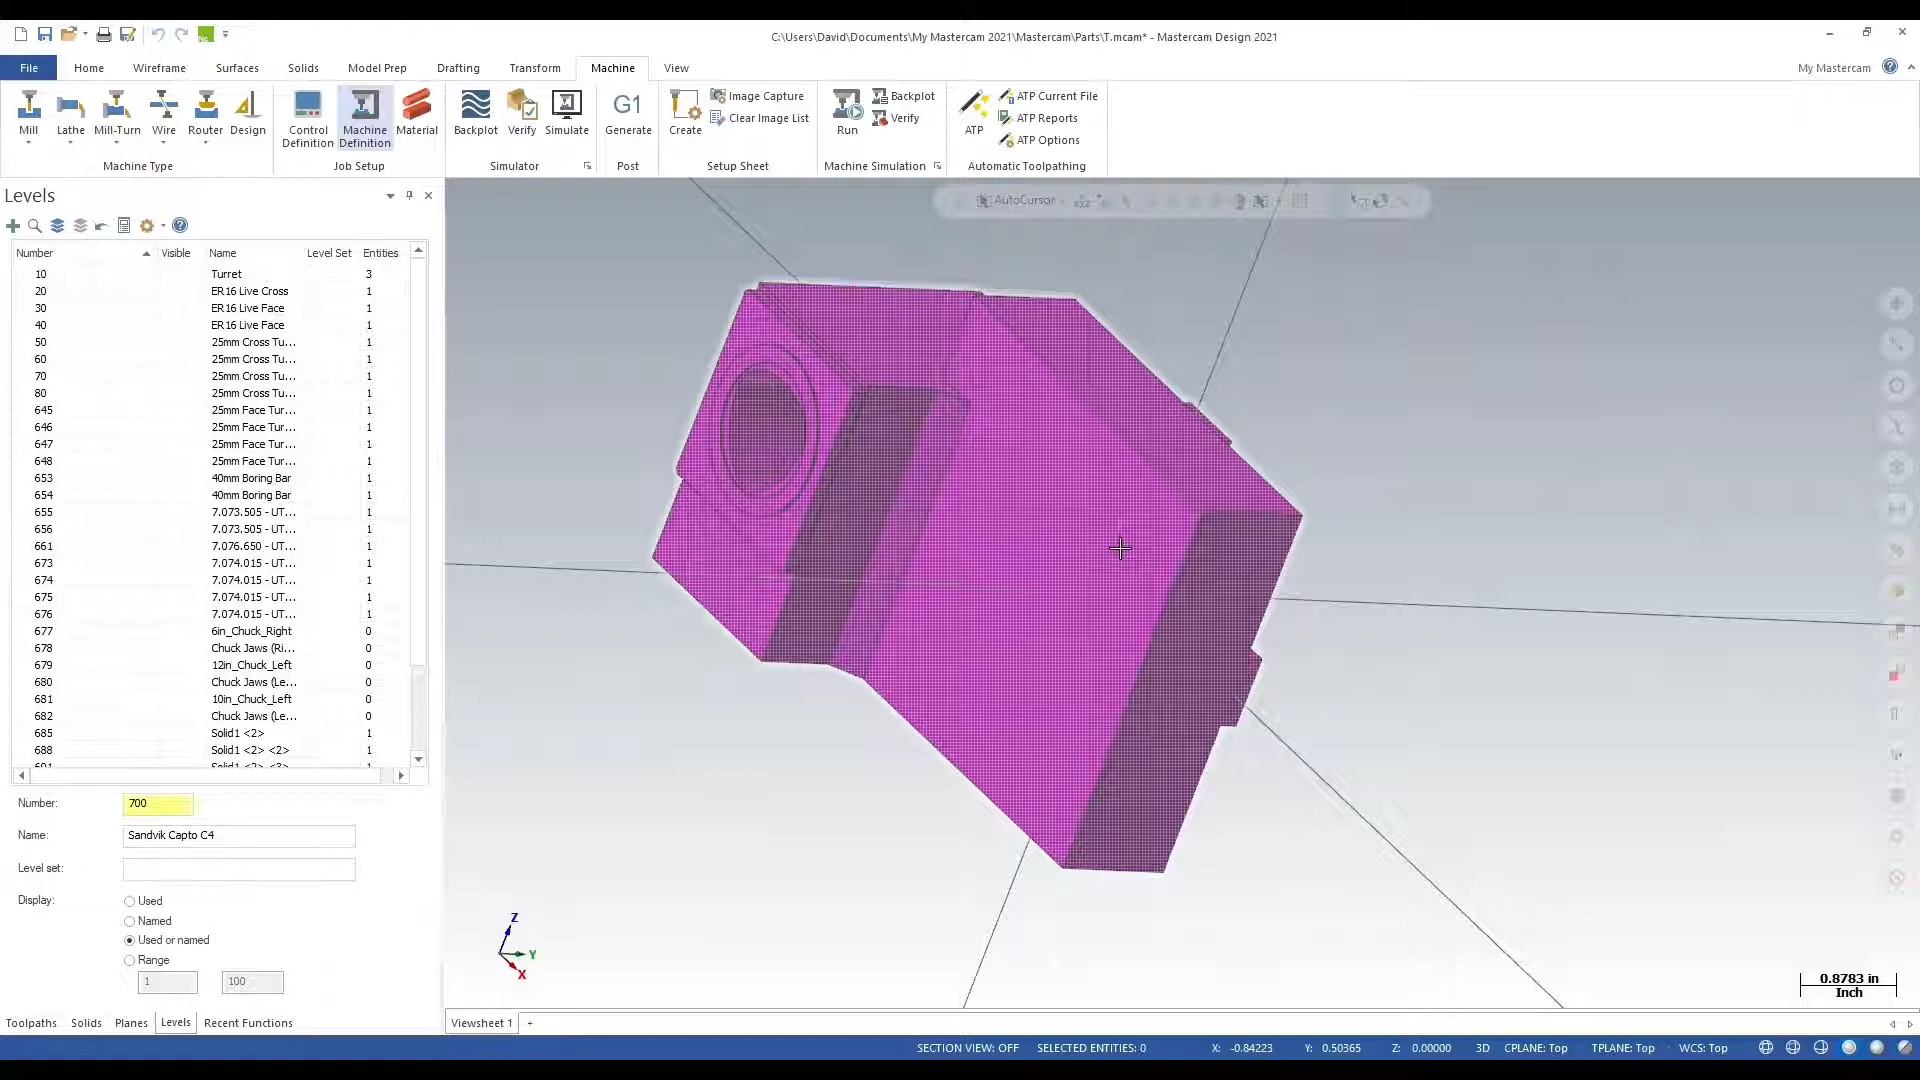 C:\Users\David\Documents\My Mastercam 2021\Mastercam\Parts\T.mcam* - Mastercam Design 2021
File Home Wireframe Surfaces Solids Model Prep Drafting Transform Machine View My Mastercam
Mill Lathe Mill-Turn Wire Router Design
Machine Type
Control Definition Machine Definition Material
Job Setup
Backplot Verify Simulate
Simulator
G1
Generate
Post
Create Image Capture Clear Image List
Setup Sheet
Run Backplot Verify
Machine Simulation
ATP ATP Current File ATP Reports ATP Options
Automatic Toolpathing
Levels
AutoCursor
Number Visible Name Level Set Entities
10 Turret 3
20 ER16 Live Cross 1
30 ER16 Live Face 1
40 ER16 Live Face 1
50 25mm Cross Tu... 1
60 25mm Cross Tu... 1
70 25mm Cross Tu... 1
80 25mm Cross Tu... 1
645 25mm Face Tur... 1
646 25mm Face Tur... 1
647 25mm Face Tur... 1
648 25mm Face Tur... 1
653 40mm Boring Bar 1
654 40mm Boring Bar 1
655 7.073.505 - UT... 1
656 7.073.505 - UT... 1
661 7.076.650 - UT... 1
673 7.074.015 - UT... 1
674 7.074.015 - UT... 1
675 7.074.015 - UT... 1
676 7.074.015 - UT... 1
677 6in_Chuck_Right 0
678 Chuck Jaws (Ri... 0
679 12in_Chuck_Left 0
680 Chuck Jaws (Le... 0
681 10in_Chuck_Left 0
682 Chuck Jaws (Le... 0
685 Solid1 <2> 1
688 Solid1 <2> <2> 1
Number: 700
Name: Sandvik Capto C4
Level set:
Display: Used
Named
Used or named
Range
1 100
Z
Y
X
0.8783 in
Inch
Toolpaths Solids Planes Levels Recent Functions
Viewsheet 1 +
SECTION VIEW: OFF SELECTED ENTITIES: 0 X: -0.84223 Y: 0.50365 Z: 0.00000 3D CPLANE: Top TPLANE: Top WCS: Top